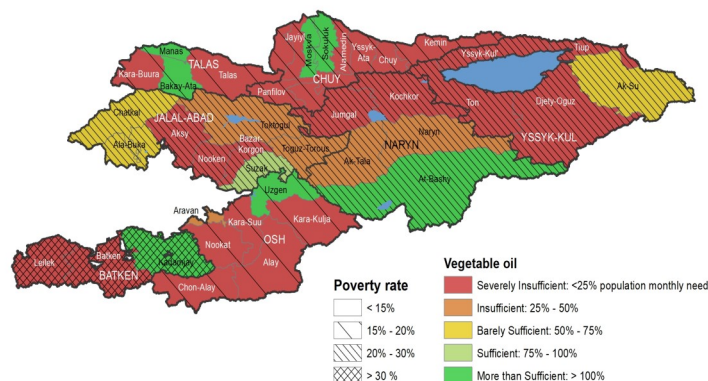 Manas
TALAS
Kara-Buura
Talas
Bakay-Ata
Jayiyl
Moskva
Sokuluk
Alamedin
Yssyk-
Ata
Chuy
Kemin
CHUY
Panfilov
Yssyk-Kul'
Tiup
Ak-Su
Ton
Djety-Oguz
YSSYK-KUL
Kochkor
Jumgal
Naryn
NARYN
Ak-Tala
At-Bashy
Chatkal
JALAL-ABAD
Aksy
Toktogul
Ala-Buka
Bazar-
Korgon
Nooken
Toguz-Torous
Suzak
Uzgen
Aravan
Kara-Suu
Kara-Kulja
Nookat
OSH
Alay
Chon-Alay
Leilek
Batken
BATKEN
Kadamjay
Poverty rate
< 15%
15% - 20%
20% - 30%
> 30 %
Vegetable oil
Severely Insufficient: <25% population monthly need
Insufficient: 25% - 50%
Barely Sufficient: 50% - 75%
Sufficient: 75% - 100%
More than Sufficient: > 100%